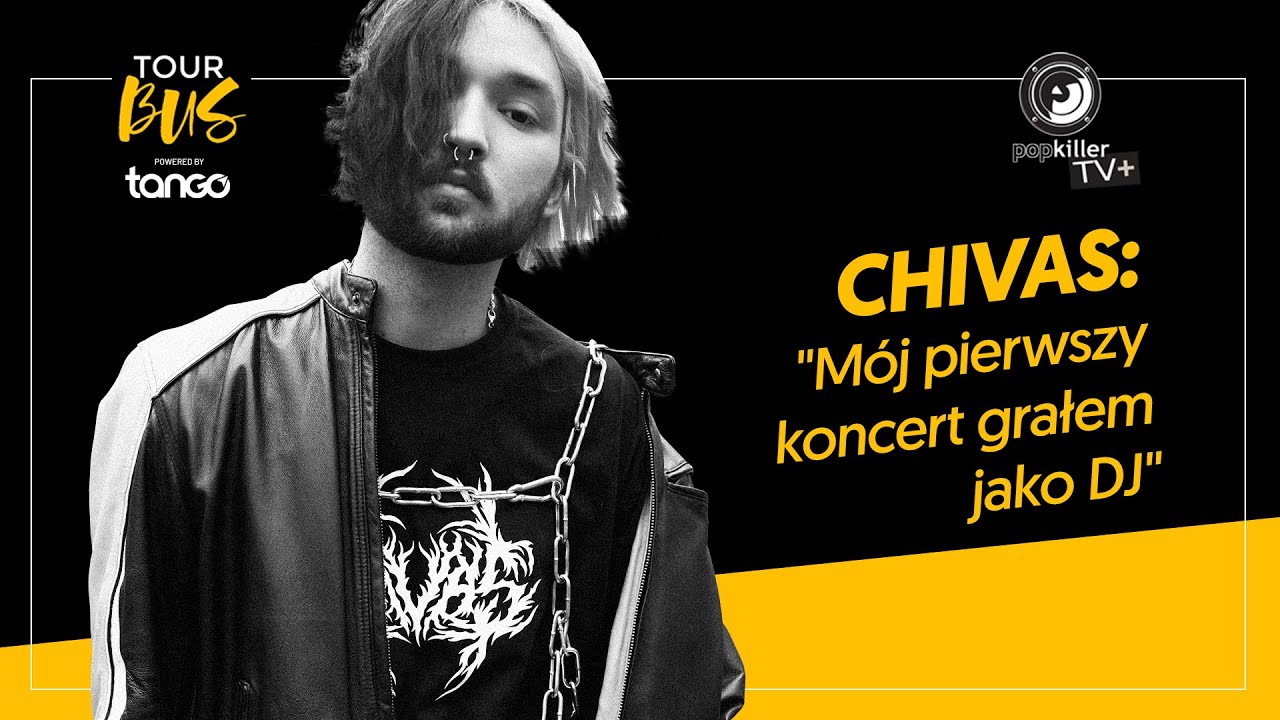 TOUR
BUS
POWERED BY
tango
popkiller
TV+
CHIVAS:
"Mój pierwszy
koncert grałem
jako DJ"